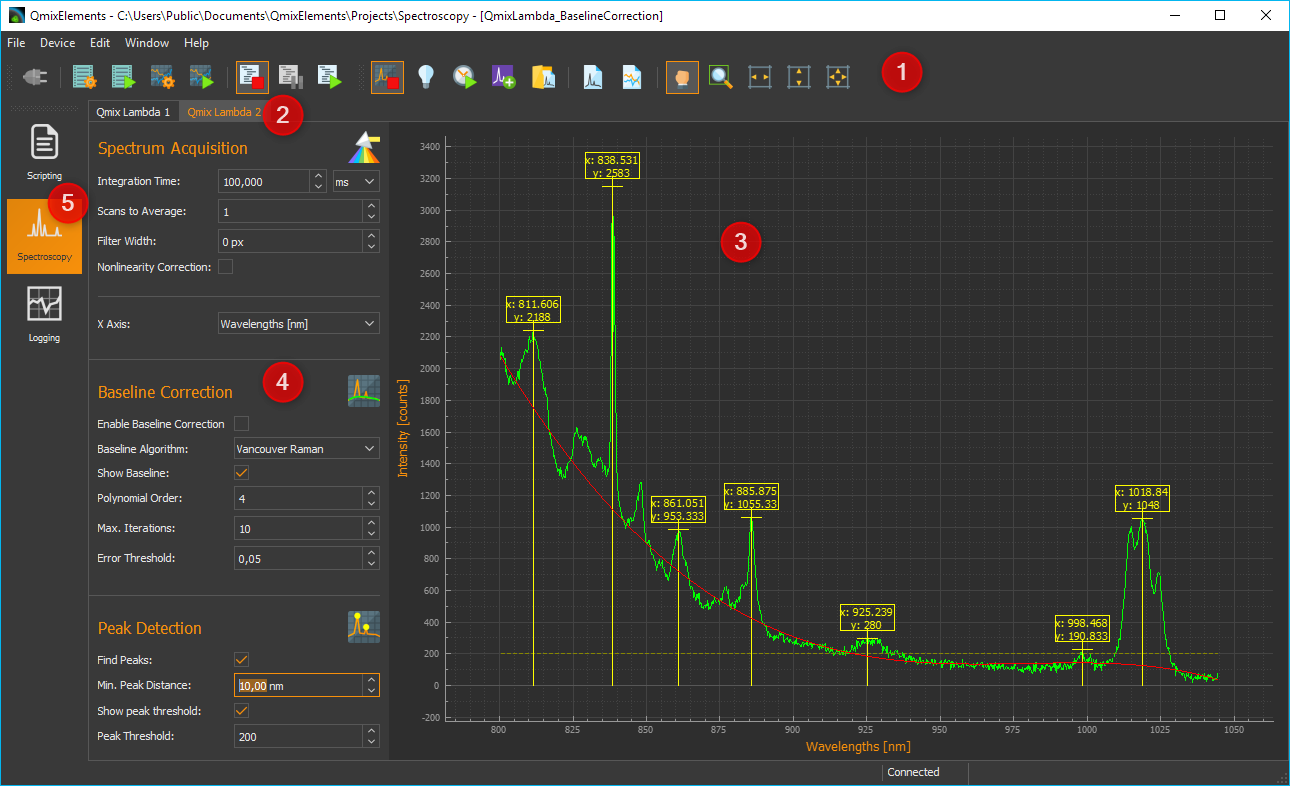 QmixElements - C:\Users\Public\Documents\QmixElements\Projects\Spectroscopy - [QmixLambda_BaselineCorrection]
File Device Edit Window Help
1
Qmix Lambda 1 Qmix Lambda 2
2
Scripting
5
Spectroscopy
Logging
Spectrum Acquisition
Integration Time: 100,000 ms
Scans to Average: 1
Filter Width: 0 px
Nonlinearity Correction:
X Axis: Wavelengths [nm]
4
Baseline Correction
Enable Baseline Correction
Baseline Algorithm: Vancouver Raman
Show Baseline:
Polynomial Order: 4
Max. Iterations: 10
Error Threshold: 0,05
Peak Detection
Find Peaks:
Min. Peak Distance: 10,00 nm
Show peak threshold:
Peak Threshold: 200
3
Intensity [counts]
3400
3200
3000
2800
2600
2400
2200
2000
1800
1600
1400
1200
1000
800
600
400
200
0
-200
x: 811.606
y: 2188
x: 838.531
y: 2583
x: 861.051
y: 953.333
x: 885.875
y: 1055.33
x: 925.239
y: 280
x: 998.468
y: 190.833
x: 1018.84
y: 1048
800 825 850 875 900 925 950 975 1000 1025 1050
Wavelengths [nm]
Connected